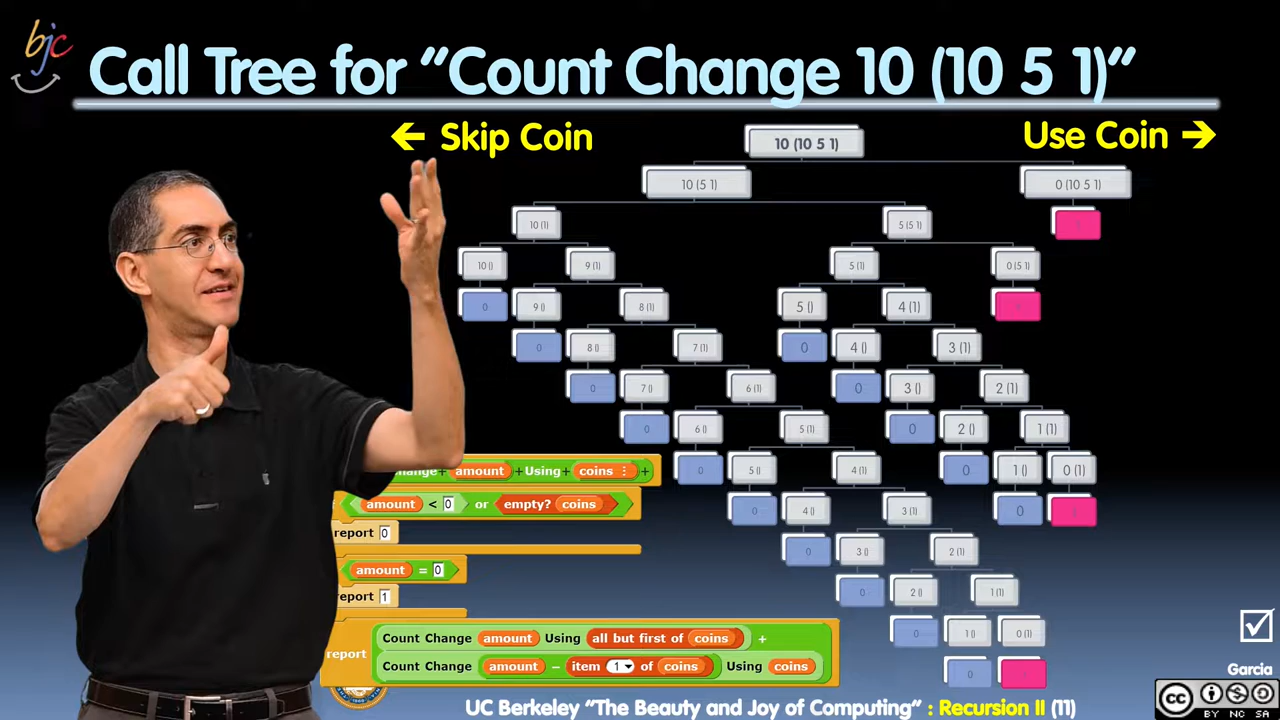 bjc
Call Tree for “Count Change 10 (10 5 1)”
← Skip Coin
Use Coin →
10 (10 5 1)
10 (5 1)
0 (10 5 1)
10 (1)
5 (5 1)
10 ()
9 (1)
5 (1)
0 (5 1)
0
9 ()
8 (1)
5 ()
4 (1)
0
8 ()
7 (1)
0
4 ()
3 (1)
0
7 ()
6 (1)
0
3 ()
2 (1)
0
6 ()
5 (1)
0
2 ()
1 (1)
0
5 ()
4 (1)
0
1 ()
0 (1)
0
4 ()
3 (1)
0
0
3 ()
2 (1)
0
2 ()
1 (1)
0
1 ()
0 (1)
0
amount + Using + coins ⋮ +
amount < 0 or empty? coins
report 0
amount = 0
report 1
report
Count Change amount Using all but first of coins +
Count Change amount − item 1 of coins Using coins
Garcia
UC Berkeley “The Beauty and Joy of Computing” : Recursion II (11)
cc BY NC SA